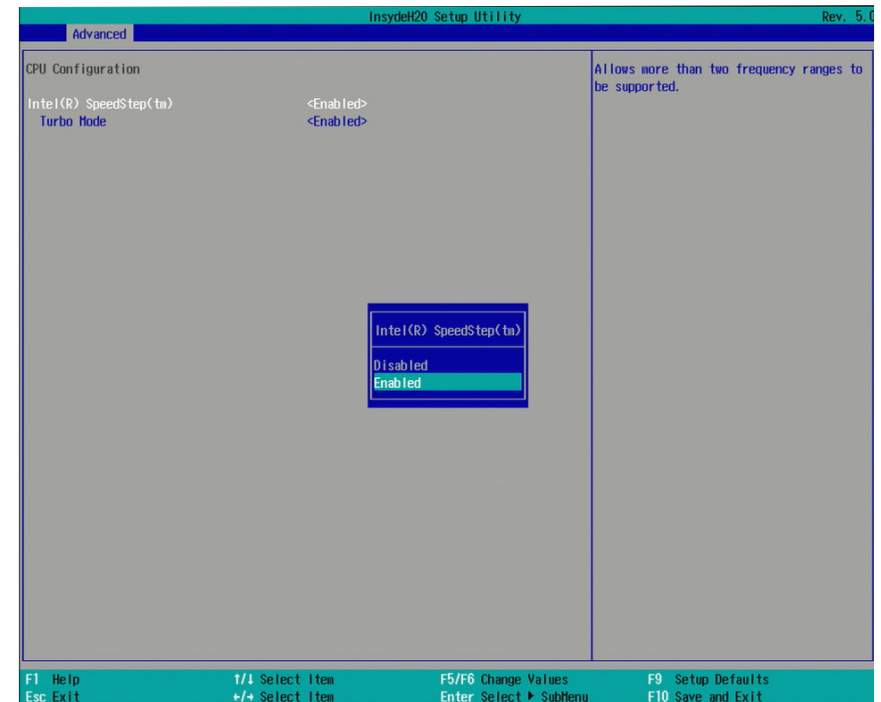 InsydeH20 Setup Utility Rev. 5.0
Advanced
CPU Configuration
Intel(R) SpeedStep(tm) <Enabled>
Turbo Mode <Enabled>
Allows more than two frequency ranges to
be supported.
Intel(R) SpeedStep(tm)
Disabled
Enabled
F1 Help ↑/↓ Select Item F5/F6 Change Values F9 Setup Defaults
Esc Exit ←/→ Select Item Enter Select ▶ SubMenu F10 Save and Exit